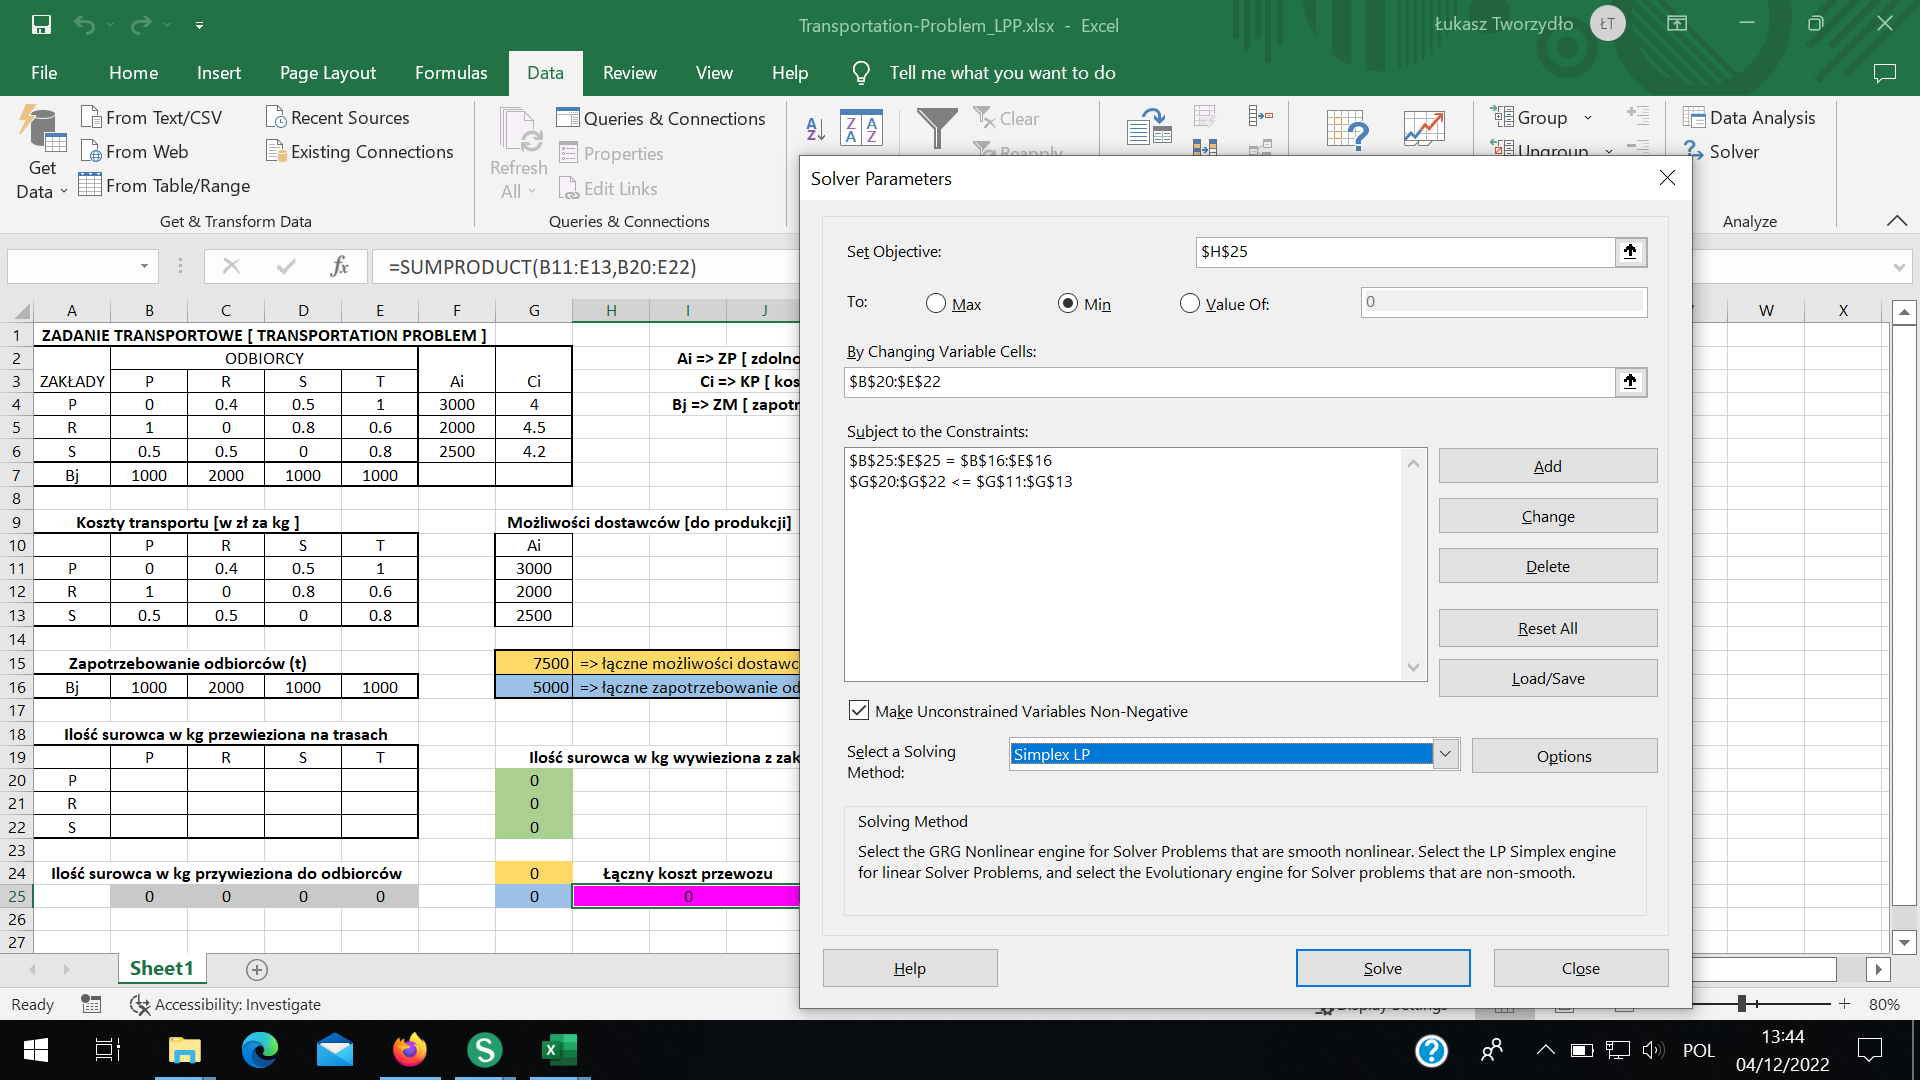 Transportation-Problem_LPP.xlsx - Excel
Łukasz Tworzydło ŁT
File Home Insert Page Layout Formulas Data Review View Help Tell me what you want to do
Get Data
From Text/CSV
From Web
From Table/Range
Recent Sources
Existing Connections
Get & Transform Data
Refresh All
Queries & Connections
Properties
Edit Links
Queries & Connections
Clear
Reapply
Group
Ungroup
Data Analysis
Solver
Analyze
=SUMPRODUCT(B11:E13,B20:E22)
A B C D E F G H I J W X
1 ZADANIE TRANSPORTOWE [ TRANSPORTATION PROBLEM ]
2 ODBIORCY Ai => ZP [ zdolno
3 ZAKŁADY P R S T Ai Ci Ci => KP [ kos
4 P 0 0.4 0.5 1 3000 4 Bj => ZM [ zapotr
5 R 1 0 0.8 0.6 2000 4.5
6 S 0.5 0.5 0 0.8 2500 4.2
7 Bj 1000 2000 1000 1000
8
9 Koszty transportu [w zł za kg ] Możliwości dostawców [do produkcji]
10 P R S T Ai
11 P 0 0.4 0.5 1 3000
12 R 1 0 0.8 0.6 2000
13 S 0.5 0.5 0 0.8 2500
14
15 Zapotrzebowanie odbiorców (t) 7500 => łączne możliwości dostawc
16 Bj 1000 2000 1000 1000 5000 => łączne zapotrzebowanie od
17
18 Ilość surowca w kg przewieziona na trasach
19 P R S T Ilość surowca w kg wywieziona z zak
20 P 0
21 R 0
22 S 0
23
24 Ilość surowca w kg przywieziona do odbiorców 0 Łączny koszt przewozu
25 0 0 0 0 0 0
26
27
Solver Parameters
Set Objective: $H$25
To: Max Min Value Of: 0
By Changing Variable Cells:
$B$20:$E$22
Subject to the Constraints:
$B$25:$E$25 = $B$16:$E$16
$G$20:$G$22 <= $G$11:$G$13
Add
Change
Delete
Reset All
Load/Save
Make Unconstrained Variables Non-Negative
Select a Solving Method: Simplex LP Options
Solving Method
Select the GRG Nonlinear engine for Solver Problems that are smooth nonlinear. Select the LP Simplex engine
for linear Solver Problems, and select the Evolutionary engine for Solver problems that are non-smooth.
Help Solve Close
Sheet1
Ready Accessibility: Investigate Display Settings 80%
POL
13:44
04/12/2022